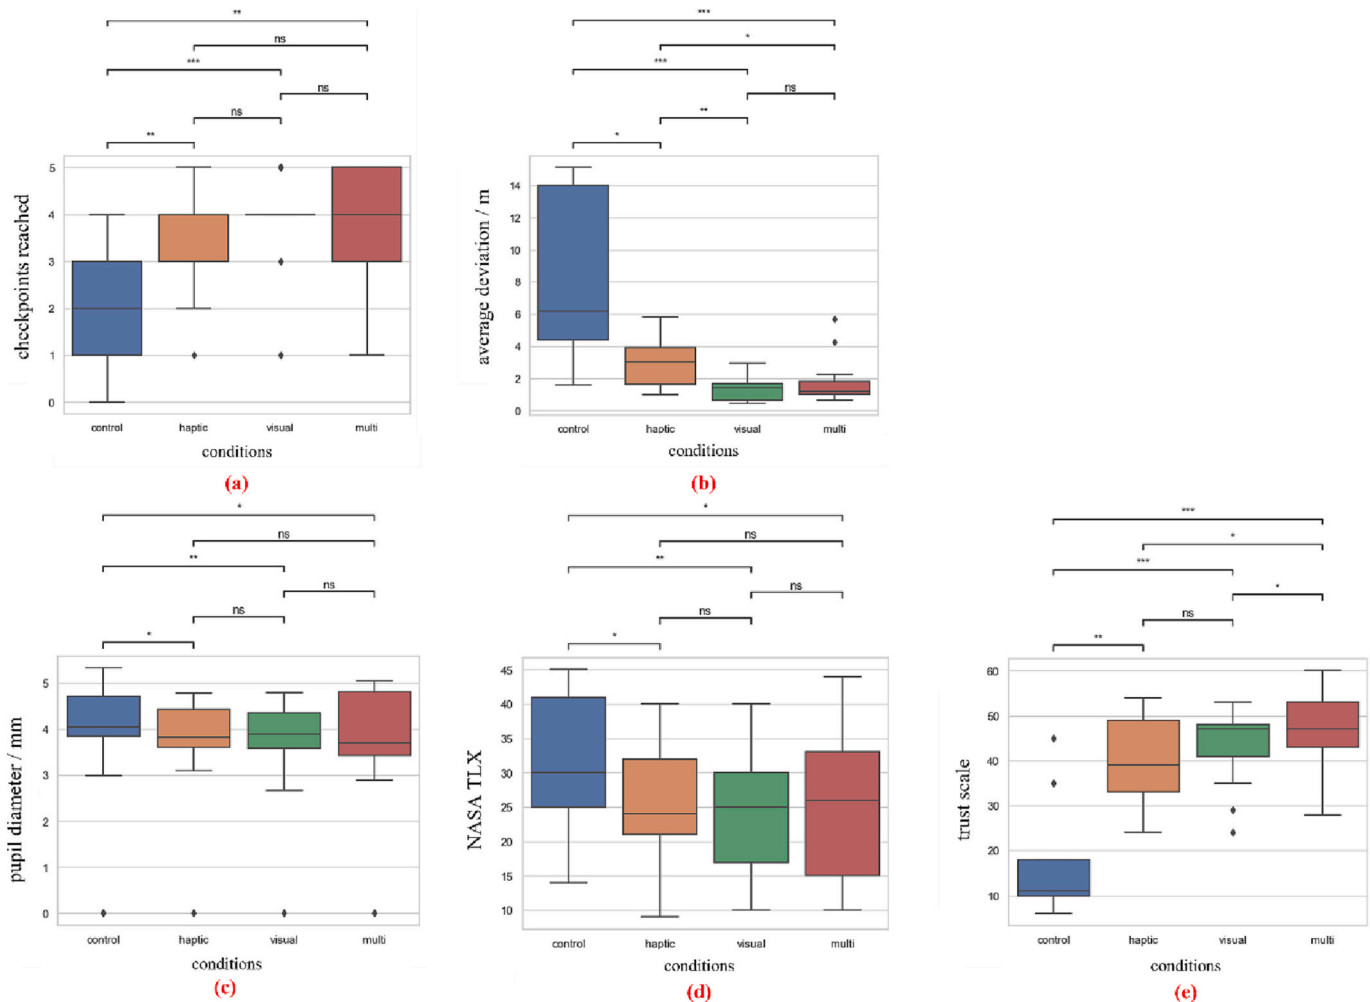 **
ns
***
ns
ns
**
checkpoints reached
5
4
3
2
1
0
control haptic visual multi
conditions
(a)
***
*
***
ns
**
*
average deviation / m
14
12
10
8
6
4
2
0
control haptic visual multi
conditions
(b)
*
ns
**
ns
ns
*
pupil diameter / mm
5
4
3
2
1
0
control haptic visual multi
conditions
(c)
*
ns
**
ns
ns
*
NASA TLX
45
40
35
30
25
20
15
10
control haptic visual multi
conditions
(d)
***
*
***
*
ns
**
trust scale
60
50
40
30
20
10
control haptic visual multi
conditions
(e)